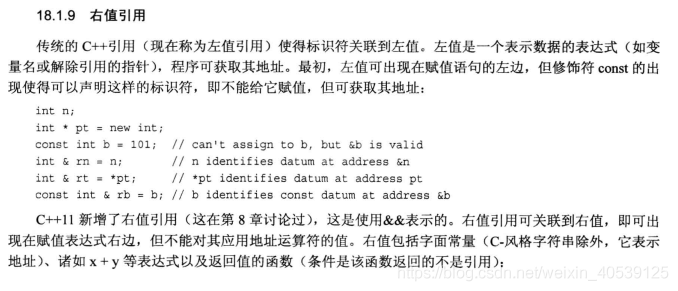 18.1.9 右值引用
传统的 C++引用（现在称为左值引用）使得标识符关联到左值。左值是一个表示数据的表达式（如变
量名或解除引用的指针），程序可获取其地址。最初，左值可出现在赋值语句的左边，但修饰符 const 的出
现使得可以声明这样的标识符，即不能给它赋值，但可获取其地址：
int n;
int * pt = new int;
const int b = 101; // can't assign to b, but &b is valid
int & rn = n; // n identifies datum at address &n
int & rt = *pt; // *pt identifies datum at address pt
const int & rb = b; // b identifies const datum at address &b
C++11 新增了右值引用（这在第 8 章讨论过），这是使用&&表示的。右值引用可关联到右值，即可出
现在赋值表达式右边，但不能对其应用地址运算符的值。右值包括字面常量（C-风格字符串除外，它表示
地址）、诸如 x + y 等表达式以及返回值的函数（条件是该函数返回的不是引用）：
https://blog.csdn.net/weixin_40539125